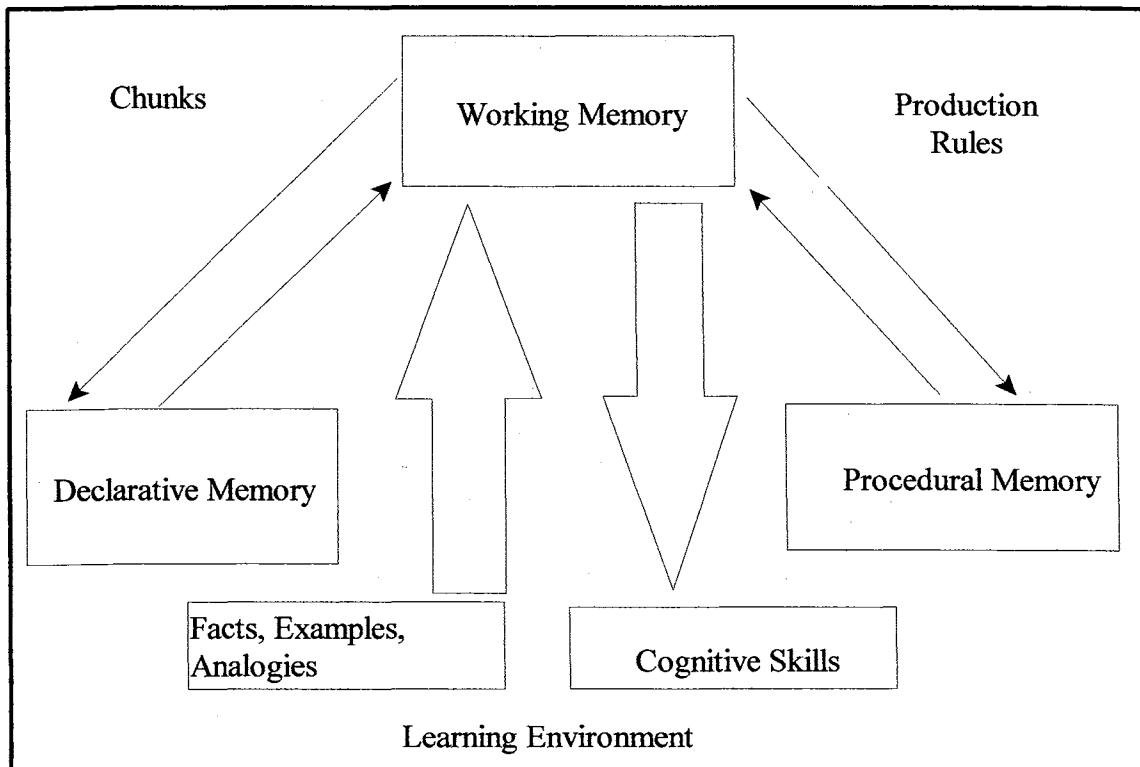 Chunks
Working Memory
Production
Rules
Declarative Memory
Procedural Memory
Facts, Examples,
Analogies
Cognitive Skills
Learning Environment